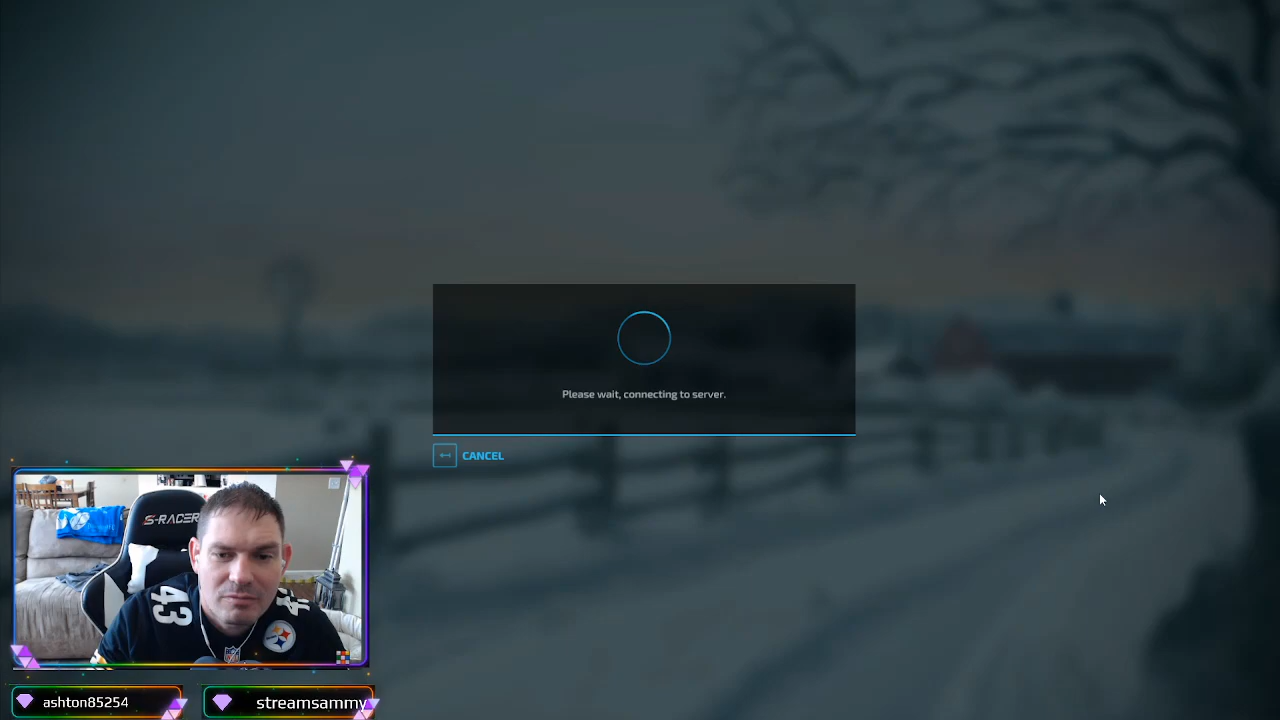 Please wait, connecting to server.
CANCEL
S-RACER
43
ashton85254
streamsammy